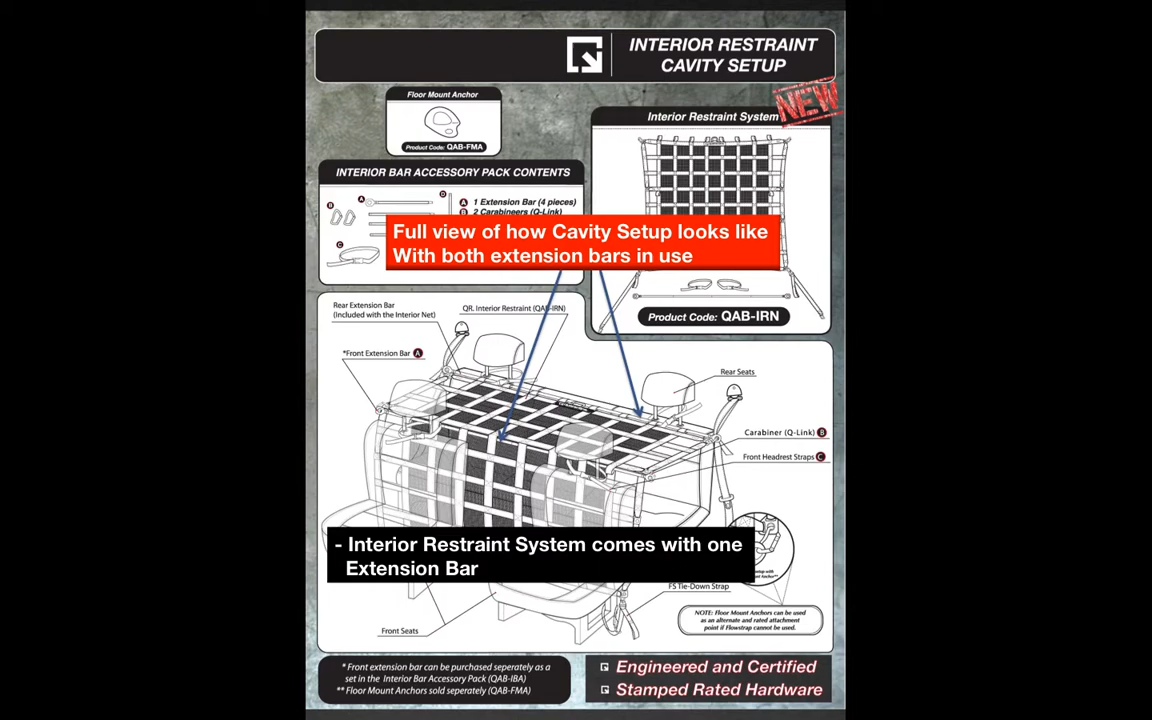 INTERIOR RESTRAINT
CAVITY SETUP
NEW
Floor Mount Anchor
Product Code: QAB-FMA
Interior Restraint System
Product Code: QAB-IRN
INTERIOR BAR ACCESSORY PACK CONTENTS
A
B
C
D
A 1 Extension Bar (4 pieces)
B 2 Carabineers (Q-Link)
Full view of how Cavity Setup looks like
With both extension bars in use
Rear Extension Bar
(Included with the Interior Net)
QR. Interior Restraint (QAB-IRN)
*Front Extension Bar A
Rear Seats
Carabiner (Q-Link) B
Front Headrest Straps C
- Interior Restraint System comes with one
Extension Bar
FS Tie-Down Strap
NOTE: Floor Mount Anchors can be used
as an alternate and rated attachment
point if Flowstrap cannot be used.
Front Seats
* Front extension bar can be purchased seperately as a
set in the Interior Bar Accessory Pack (QAB-IBA)
** Floor Mount Anchors sold seperately (QAB-FMA)
Engineered and Certified
Stamped Rated Hardware